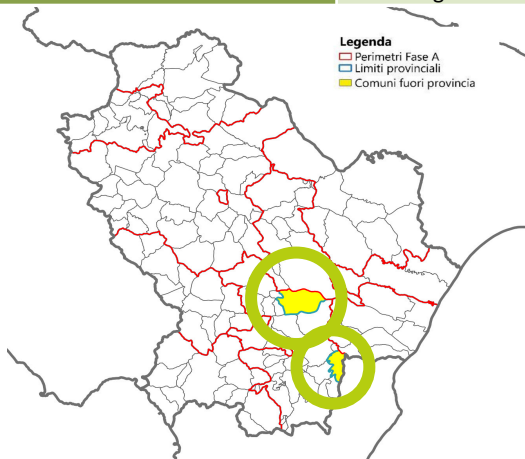 Legenda
Perimetri Fase A
Limiti provinciali
Comuni fuori provincia